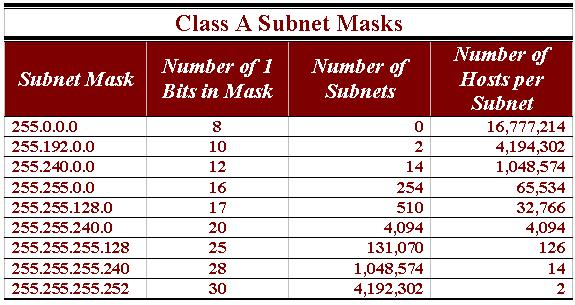 Class A Subnet Masks
Subnet Mask
Number of 1
Bits in Mask
Number of
Subnets
Number of
Hosts per
Subnet
255.0.0.0 8 0 16,777,214
255.192.0.0 10 2 4,194,302
255.240.0.0 12 14 1,048,574
255.255.0.0 16 254 65,534
255.255.128.0 17 510 32,766
255.255.240.0 20 4,094 4,094
255.255.255.128 25 131,070 126
255.255.255.240 28 1,048,574 14
255.255.255.252 30 4,192,302 2